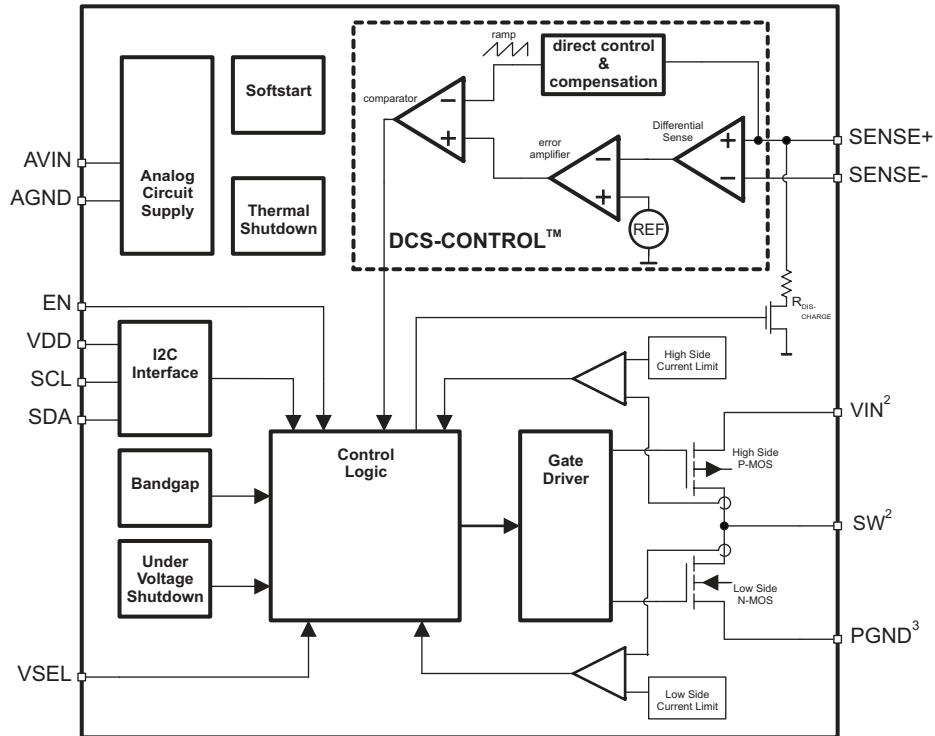 ramp
direct control
&
compensation
Softstart
comparator
−
+
error
amplifier
−
+
Differential
Sense
+
−
SENSE+
SENSE-
AVIN
AGND
Analog
Circuit
Supply
Thermal
Shutdown
REF
DCS-CONTROL™
R DIS-
CHARGE
EN
VDD
SCL
SDA
I2C
Interface
High Side
Current Limit
VIN²
Control
Logic
Gate
Driver
High Side
P-MOS
Bandgap
SW²
Under
Voltage
Shutdown
Low Side
N-MOS
PGND³
VSEL
Low Side
Current Limit